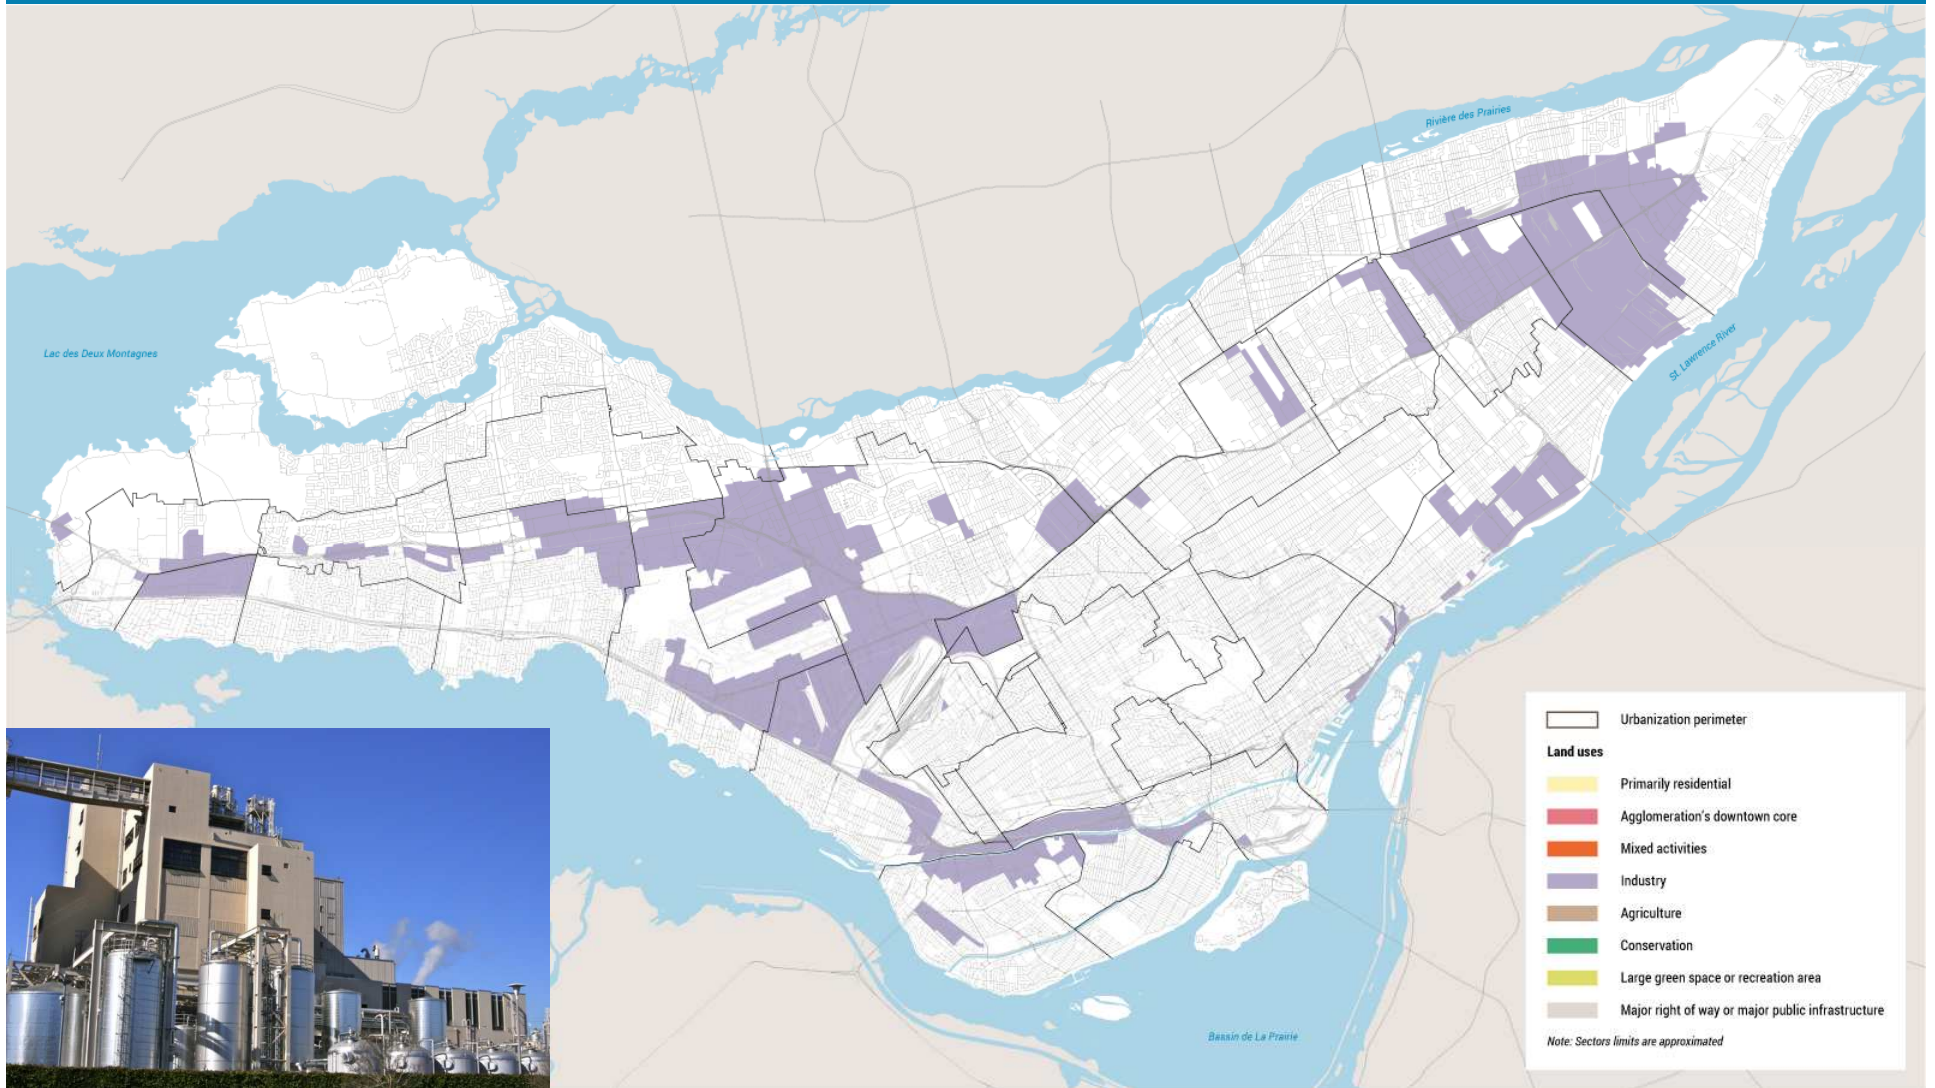 Rivière des Prairies
Lac des Deux Montagnes
St. Lawrence River
Bassin de La Prairie
Urbanization perimeter
Land uses
Primarily residential
Agglomeration's downtown core
Mixed activities
Industry
Agriculture
Conservation
Large green space or recreation area
Major right of way or major public infrastructure
Note: Sectors limits are approximated